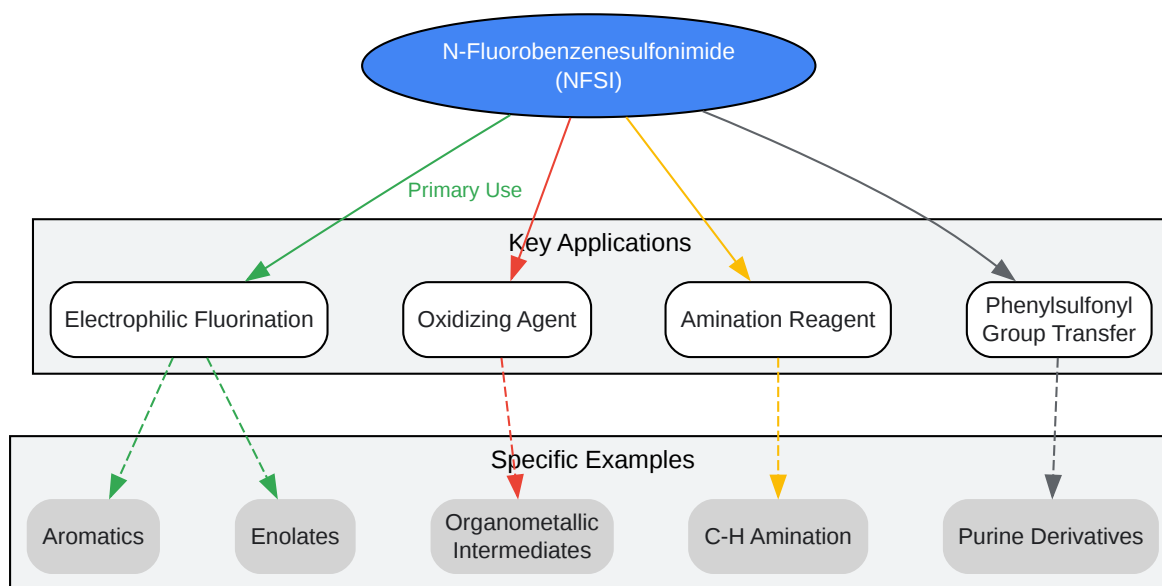 N-Fluorobenzenesulfonimide
(NFSI)
Primary Use
Key Applications
Electrophilic Fluorination
Oxidizing Agent
Amination Reagent
Phenylsulfonyl
Group Transfer
Specific Examples
Aromatics
Enolates
Organometallic
Intermediates
C-H Amination
Purine Derivatives